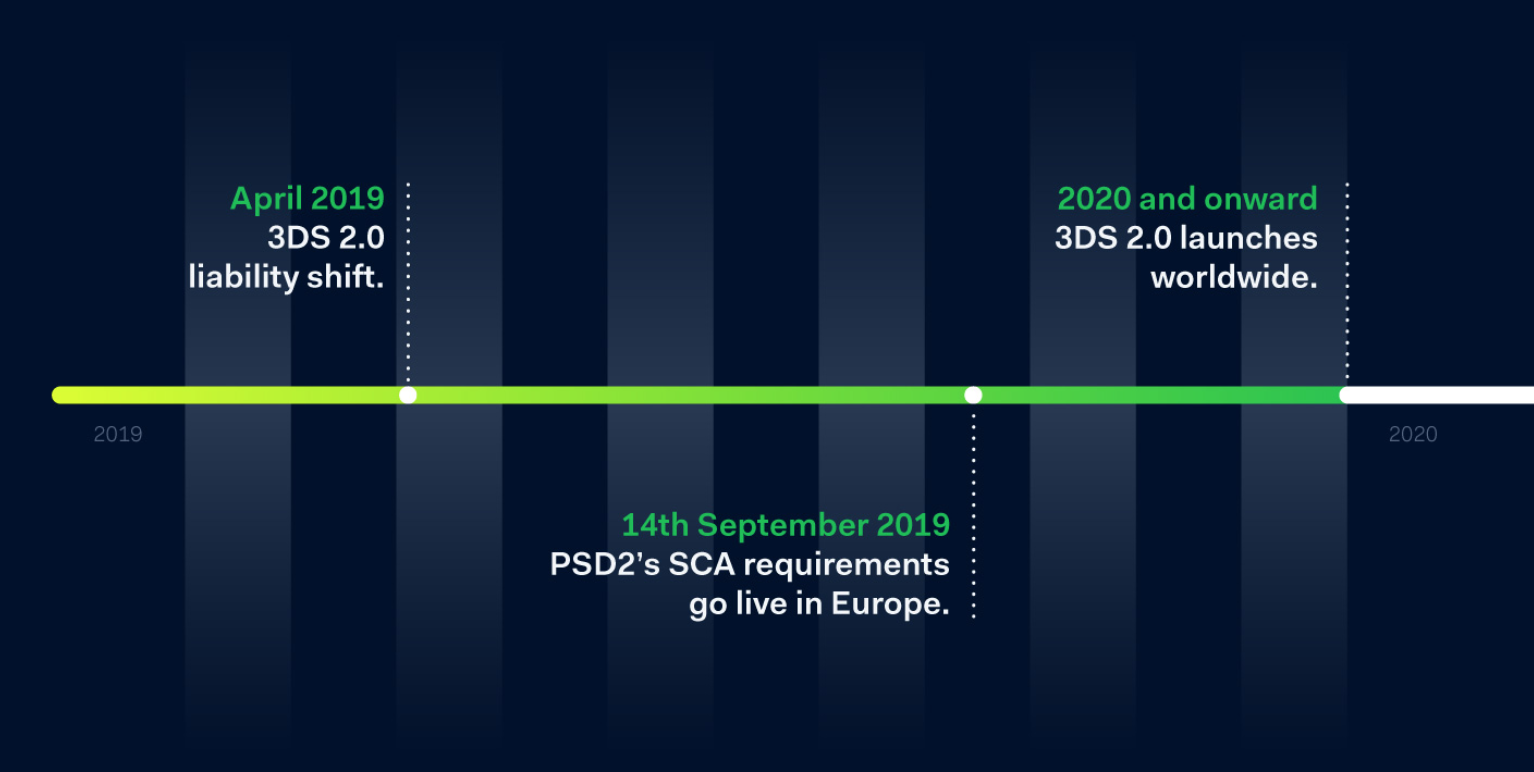 April 2019
3DS 2.0
liability shift.
2020 and onward
3DS 2.0 launches
worldwide.
2019
2020
14th September 2019
PSD2’s SCA requirements
go live in Europe.